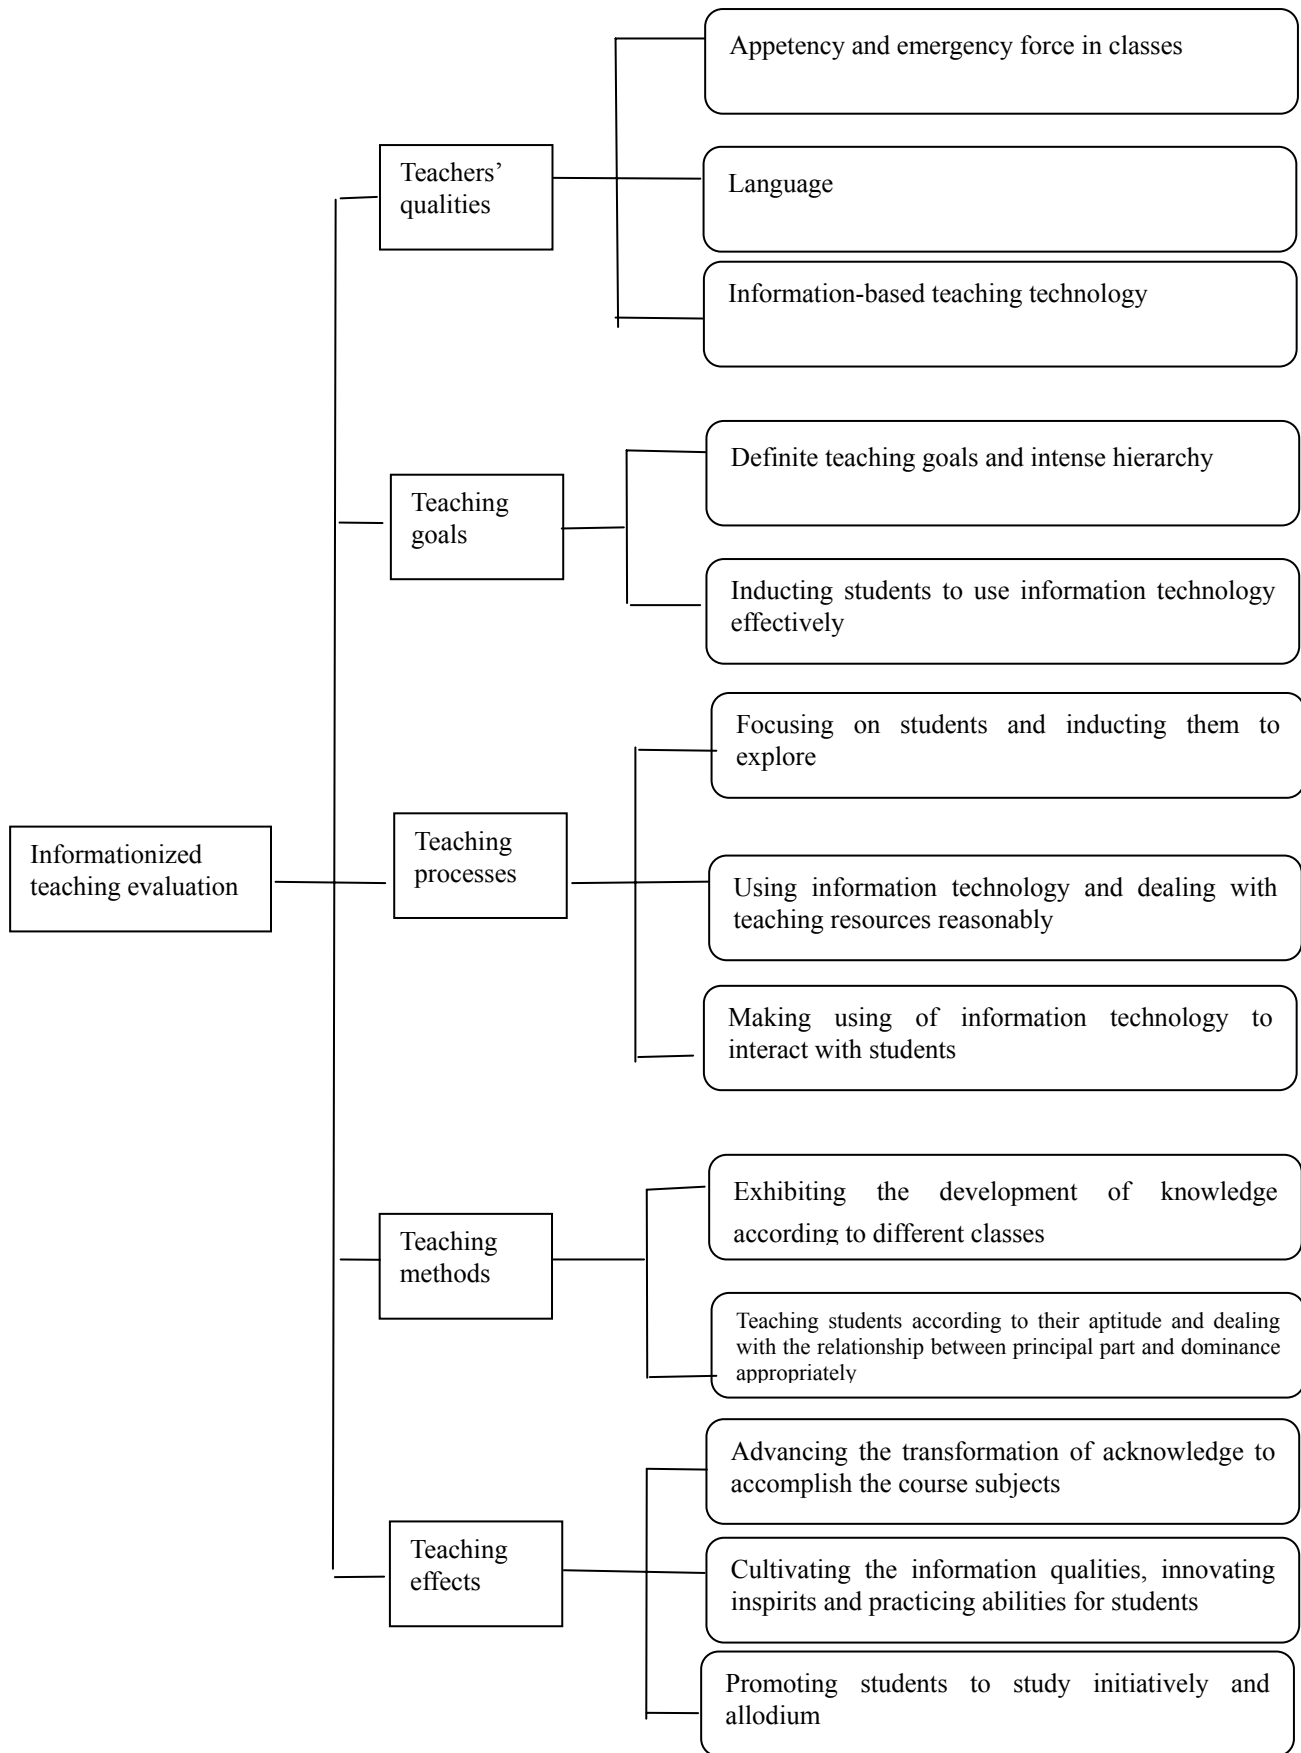 Appetency and emergency force in classes
Teachers’
qualities
Language
Information-based teaching technology
Definite teaching goals and intense hierarchy
Teaching
goals
Inducting students to use information technology
effectively
Focusing on students and inducting them to
explore
Informationized
teaching evaluation
Teaching
processes
Using information technology and dealing with
teaching resources reasonably
Making using of information technology to
interact with students
Exhibiting the development of knowledge
according to different classes
Teaching
methods
Teaching students according to their aptitude and dealing
with the relationship between principal part and dominance
appropriately
Advancing the transformation of acknowledge to
accomplish the course subjects
Teaching
effects
Cultivating the information qualities, innovating
inspirits and practicing abilities for students
Promoting students to study initiatively and
allodium